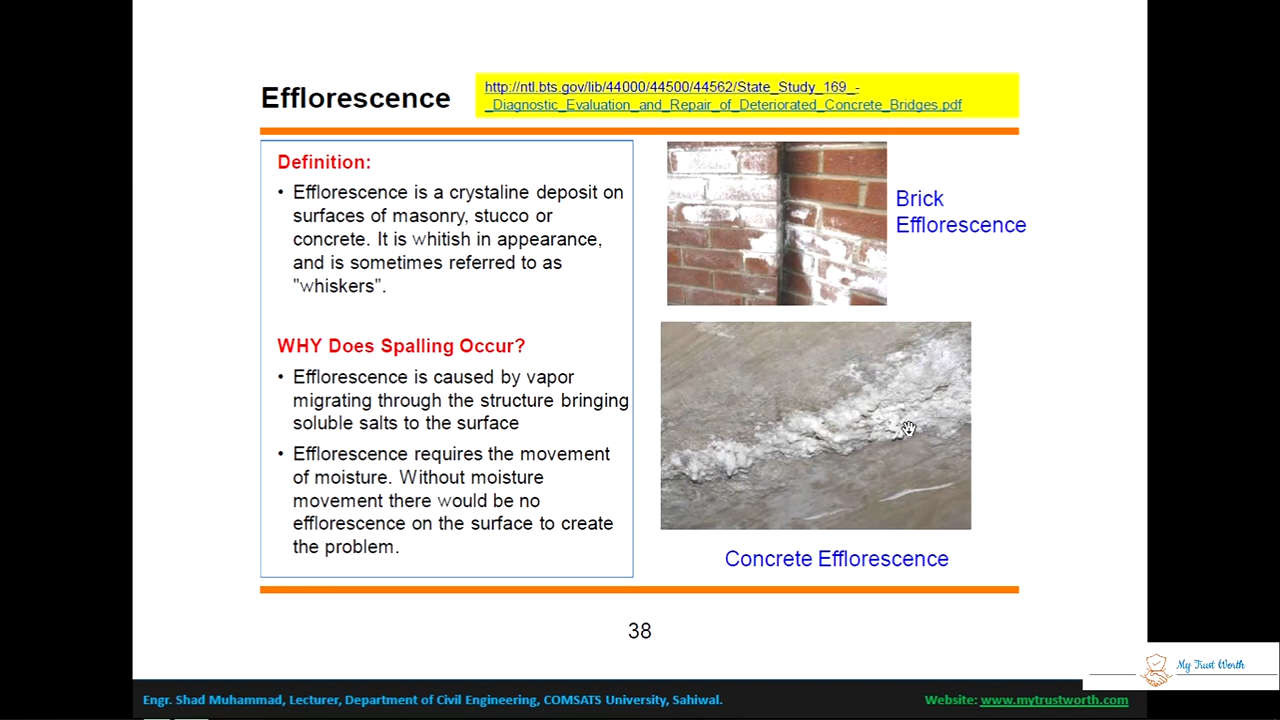 Efflorescence
http://ntl.bts.gov/lib/44000/44500/44562/State_Study_169_-
_Diagnostic_Evaluation_and_Repair_of_Deteriorated_Concrete_Bridges.pdf
Definition:
• Efflorescence is a crystaline deposit on
surfaces of masonry, stucco or
concrete. It is whitish in appearance,
and is sometimes referred to as
"whiskers".
WHY Does Spalling Occur?
• Efflorescence is caused by vapor
migrating through the structure bringing
soluble salts to the surface
• Efflorescence requires the movement
of moisture. Without moisture
movement there would be no
efflorescence on the surface to create
the problem.
Brick
Efflorescence
Concrete Efflorescence
38
My Trust Worth
Engr. Shad Muhammad, Lecturer, Department of Civil Engineering, COMSATS University, Sahiwal.
Website: www.mytrustworth.com